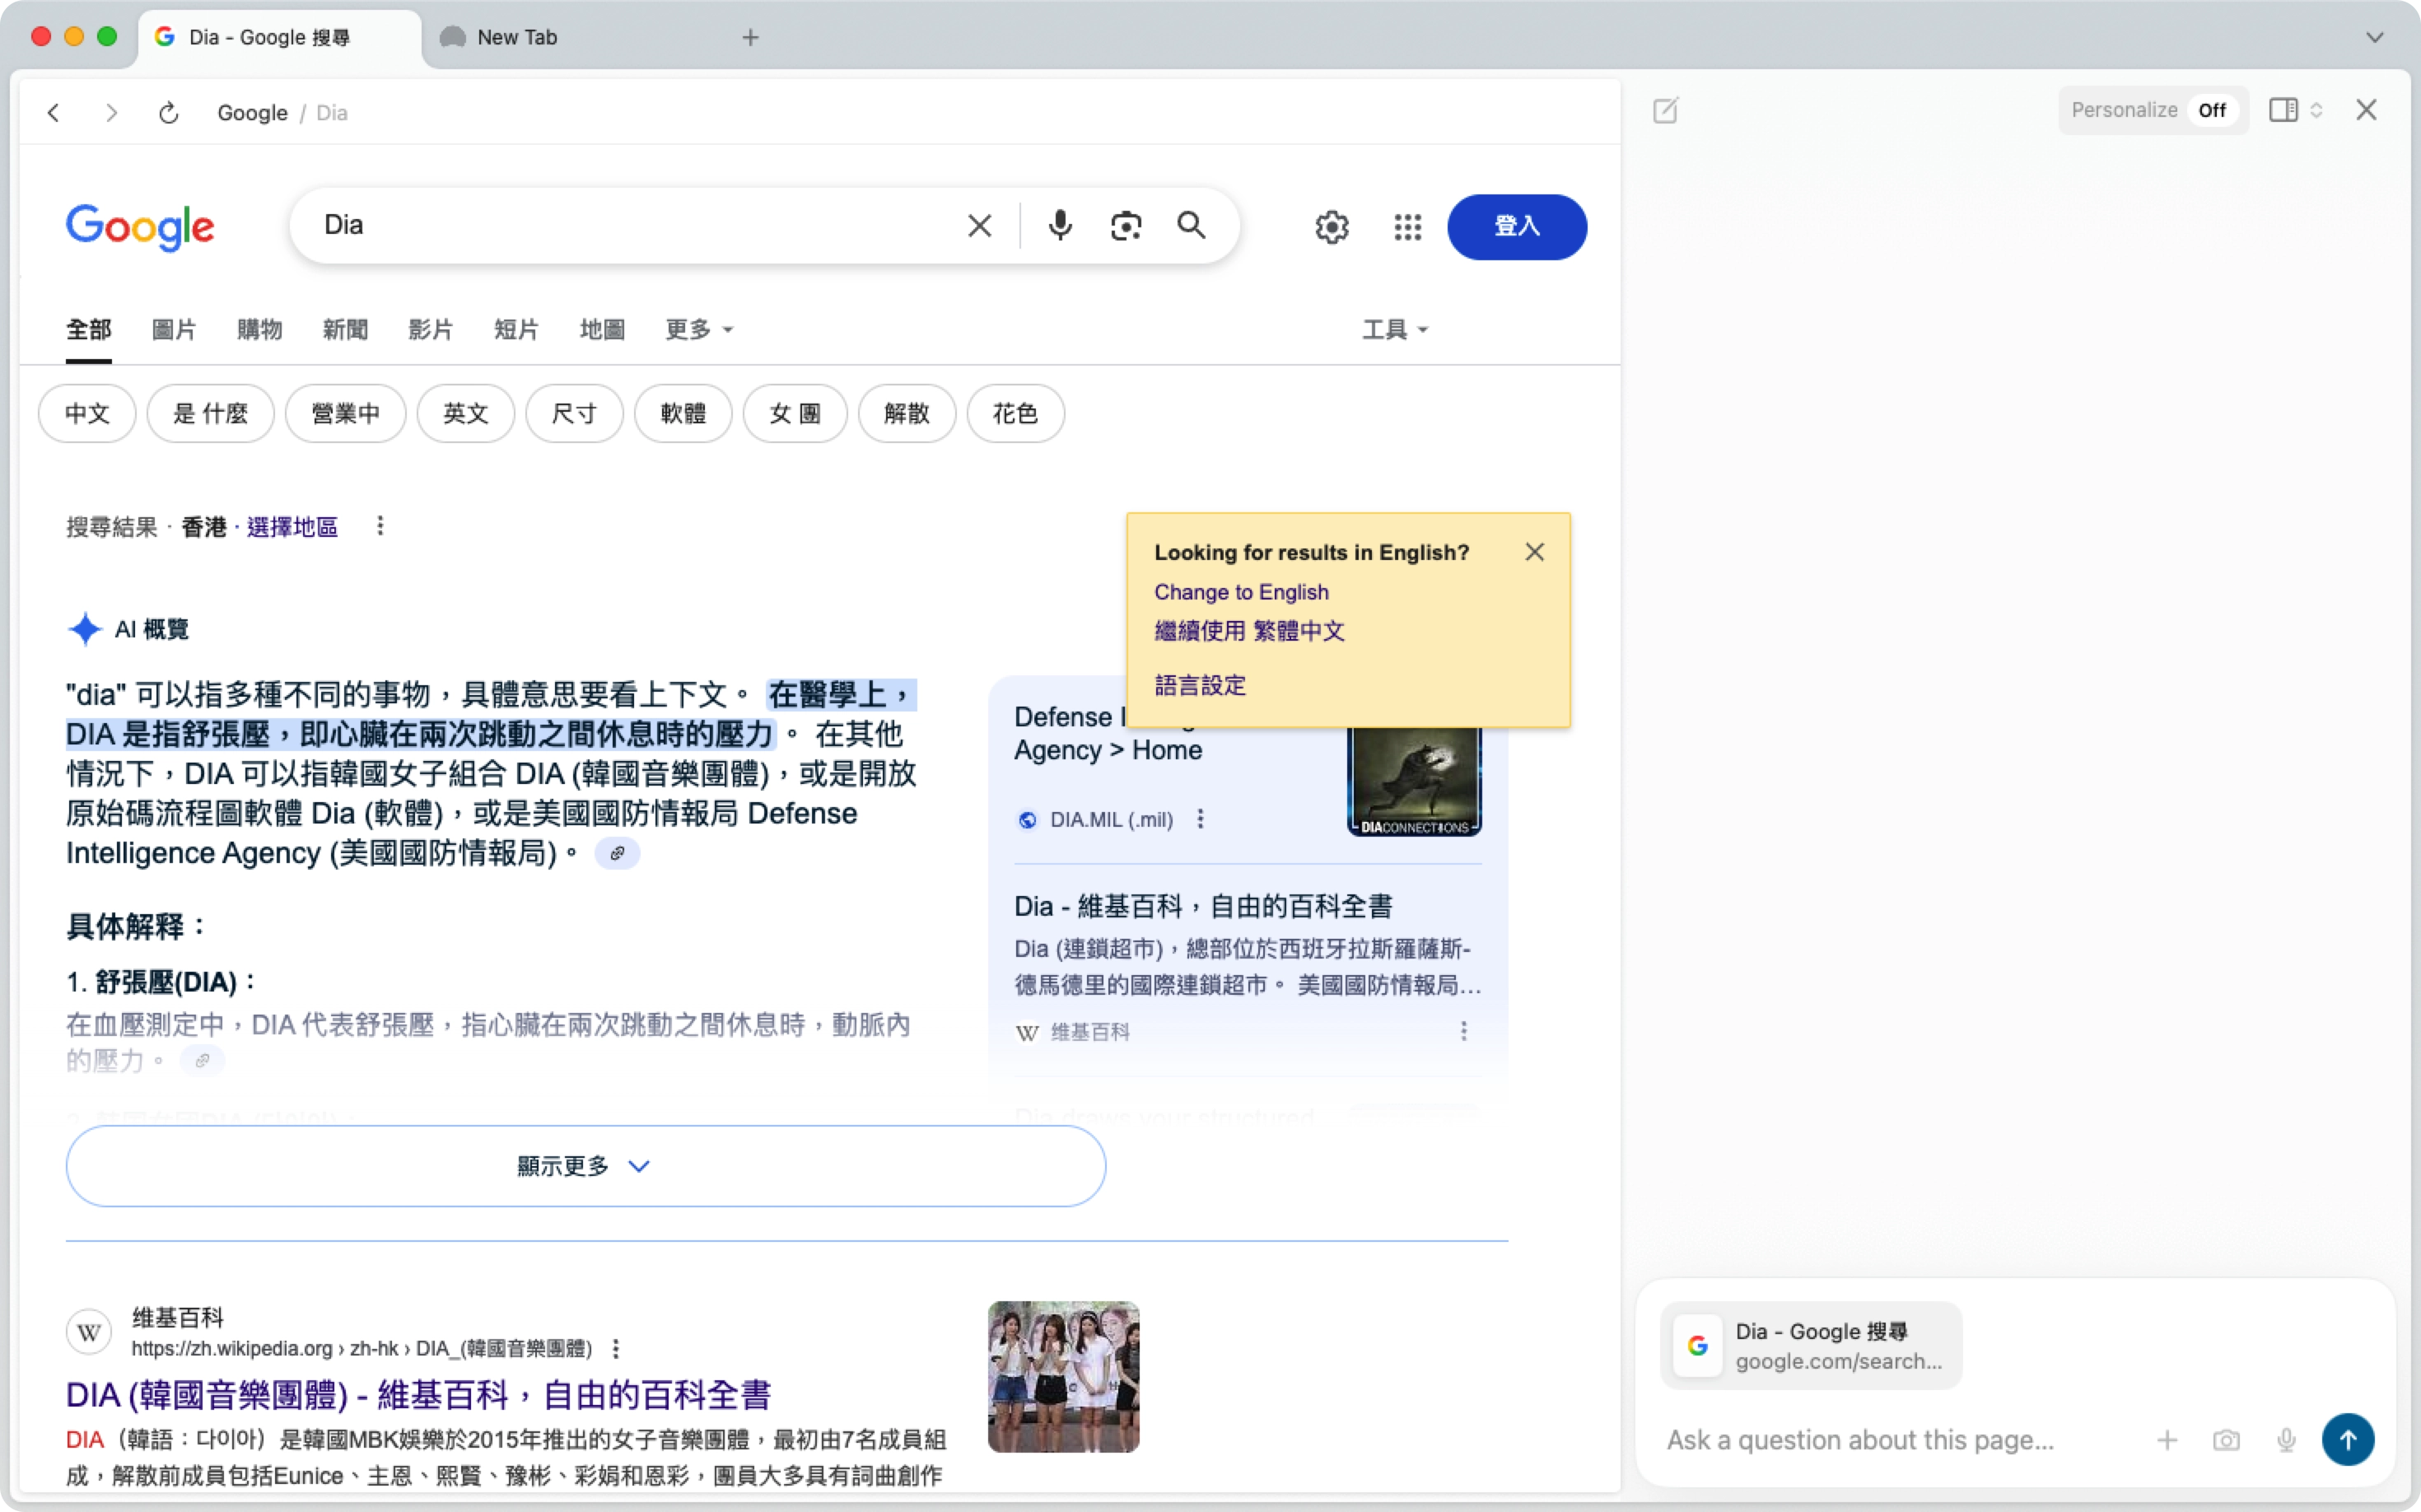 Dia - Google 搜尋
New Tab
Google / Dia
Personalize Off
Google
Dia
登入
全部 圖片 購物 新聞 影片 短片 地圖 更多
工具
中文 是 什麼 營業中 英文 尺寸 軟體 女 團 解散 花色
搜尋結果 · 香港 · 選擇地區
Looking for results in English?
Change to English
繼續使用 繁體中文
語言設定
AI 概覽
"dia" 可以指多種不同的事物，具體意思要看上下文。 在醫學上，
DIA 是指舒張壓，即心臟在兩次跳動之間休息時的壓力。 在其他
情況下，DIA 可以指韓國女子組合 DIA (韓國音樂團體)，或是開放
原始碼流程圖軟體 Dia (軟體)，或是美國國防情報局 Defense
Intelligence Agency (美國國防情報局)。
具体解释：
1. 舒張壓(DIA)：
在血壓測定中，DIA 代表舒張壓，指心臟在兩次跳動之間休息時，動脈內
的壓力。
Defense
Agency > Home
DIA.MIL (.mil)
DIACONNECTIONS
Dia - 維基百科，自由的百科全書
Dia (連鎖超市)，總部位於西班牙拉斯羅薩斯-
德馬德里的國際連鎖超市。 美國國防情報局...
W 维基百科
Dia draws your structured
顯示更多
W
维基百科
https://zh.wikipedia.org › zh-hk › DIA_(韓國音樂團體)
DIA (韓國音樂團體) - 維基百科，自由的百科全書
DIA（韓語：다이아）是韓國MBK娛樂於2015年推出的女子音樂團體，最初由7名成員組
成，解散前成員包括Eunice、主恩、熙賢、豫彬、彩娟和恩彩，團員大多具有詞曲創作
Dia - Google 搜尋
google.com/search...
Ask a question about this page...